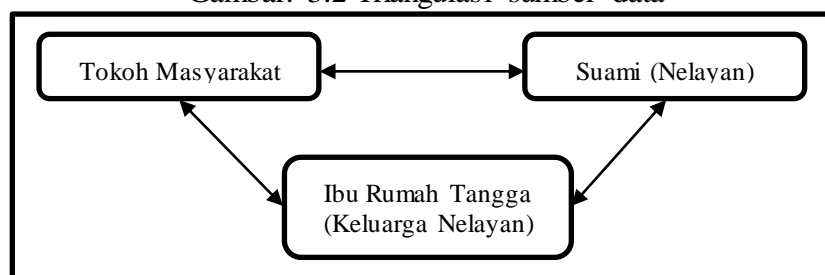 Gambar. 3.2 Triangulasi sumber data
Tokoh Masyarakat
Suami (Nelayan)
Ibu Rumah Tangga
(Keluarga Nelayan)